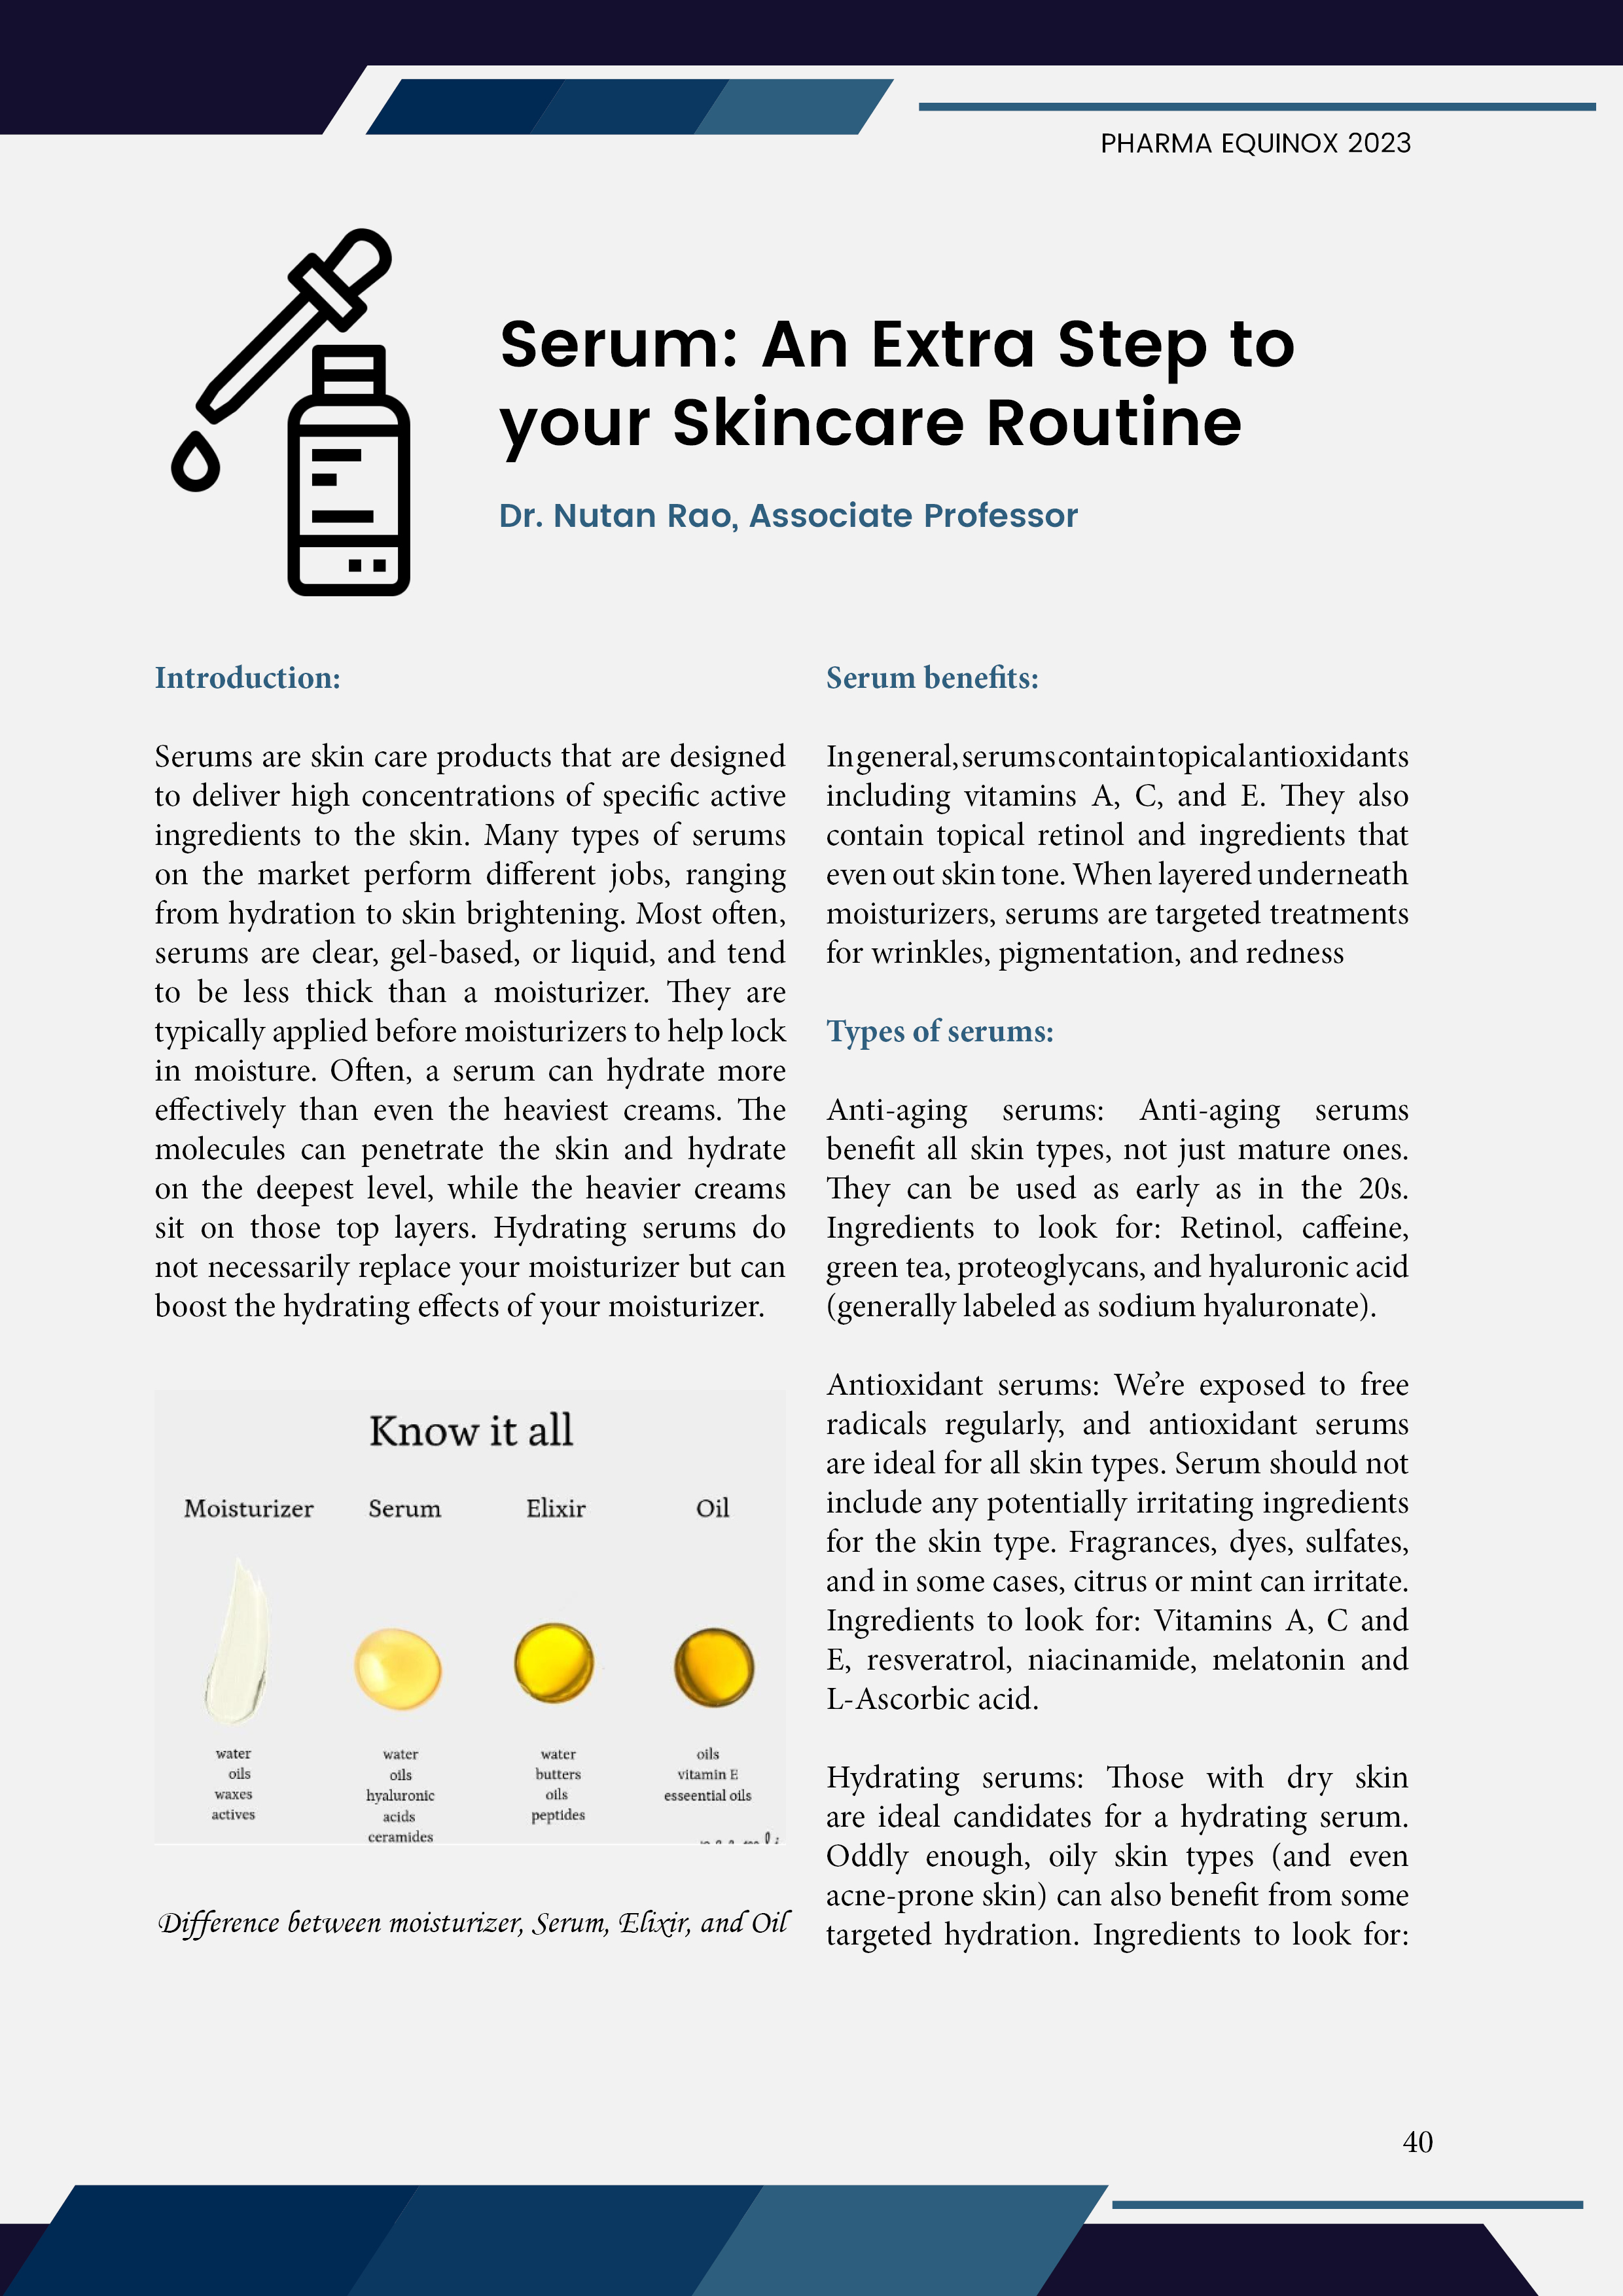 PHARMA EQUINOX 2023
Serum: An Extra Step to
your Skincare Routine
Dr. Nutan Rao, Associate Professor
Introduction:
Serums are skin care products that are designed
to deliver high concentrations of specific active
ingredients to the skin. Many types of serums
on the market perform different jobs, ranging
from hydration to skin brightening. Most often,
serums are clear, gel-based, or liquid, and tend
to be less thick than a moisturizer. They are
typically applied before moisturizers to help lock
in moisture. Often, a serum can hydrate more
effectively than even the heaviest creams. The
molecules can penetrate the skin and hydrate
on the deepest level, while the heavier creams
sit on those top layers. Hydrating serums do
not necessarily replace your moisturizer but can
boost the hydrating effects of your moisturizer.
Know it all
Moisturizer Serum Elixir Oil
water water water oils
oils oils butters vitamin E
waxes hyaluronic oils esseential oils
actives acids peptides
ceramides
Difference between moisturizer, Serum, Elixir, and Oil
Serum benefits:
In general, serums contain topical antioxidants
including vitamins A, C, and E. They also
contain topical retinol and ingredients that
even out skin tone. When layered underneath
moisturizers, serums are targeted treatments
for wrinkles, pigmentation, and redness
Types of serums:
Anti-aging serums: Anti-aging serums
benefit all skin types, not just mature ones.
They can be used as early as in the 20s.
Ingredients to look for: Retinol, caffeine,
green tea, proteoglycans, and hyaluronic acid
(generally labeled as sodium hyaluronate).
Antioxidant serums: We're exposed to free
radicals regularly, and antioxidant serums
are ideal for all skin types. Serum should not
include any potentially irritating ingredients
for the skin type. Fragrances, dyes, sulfates,
and in some cases, citrus or mint can irritate.
Ingredients to look for: Vitamins A, C and
E, resveratrol, niacinamide, melatonin and
L-Ascorbic acid.
Hydrating serums: Those with dry skin
are ideal candidates for a hydrating serum.
Oddly enough, oily skin types (and even
acne-prone skin) can also benefit from some
targeted hydration. Ingredients to look for:
40